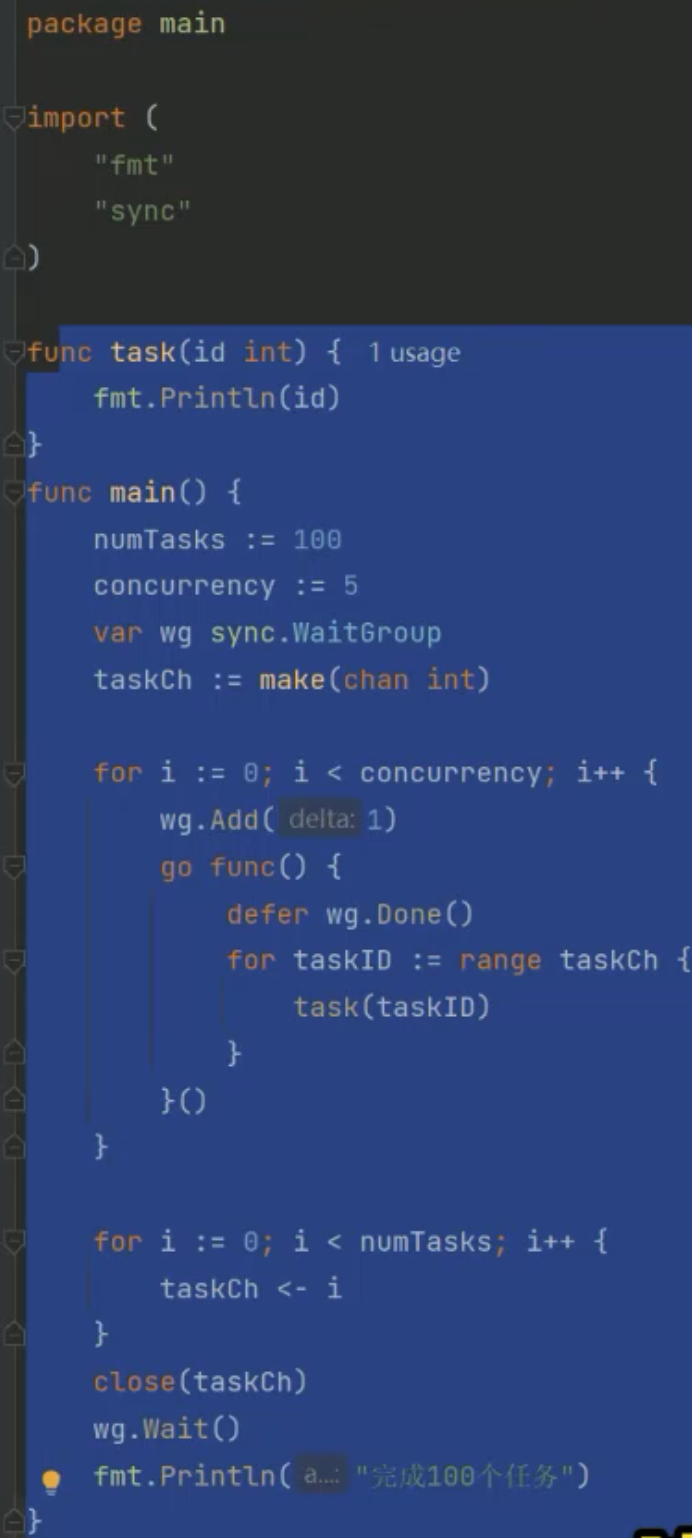 package main
import (
"fmt"
"sync"
)
func task(id int) { 1 usage
fmt.Println(id)
}
func main() {
numTasks := 100
concurrency := 5
var wg sync.WaitGroup
taskCh := make(chan int)
for i := 0; i < concurrency; i++ {
wg.Add( delta: 1)
go func() {
defer wg.Done()
for taskID := range taskCh {
task(taskID)
}
}()
}
for i := 0; i < numTasks; i++ {
taskCh <- i
}
close(taskCh)
wg.Wait()
fmt.Println( a...: "完成100个任务")
}